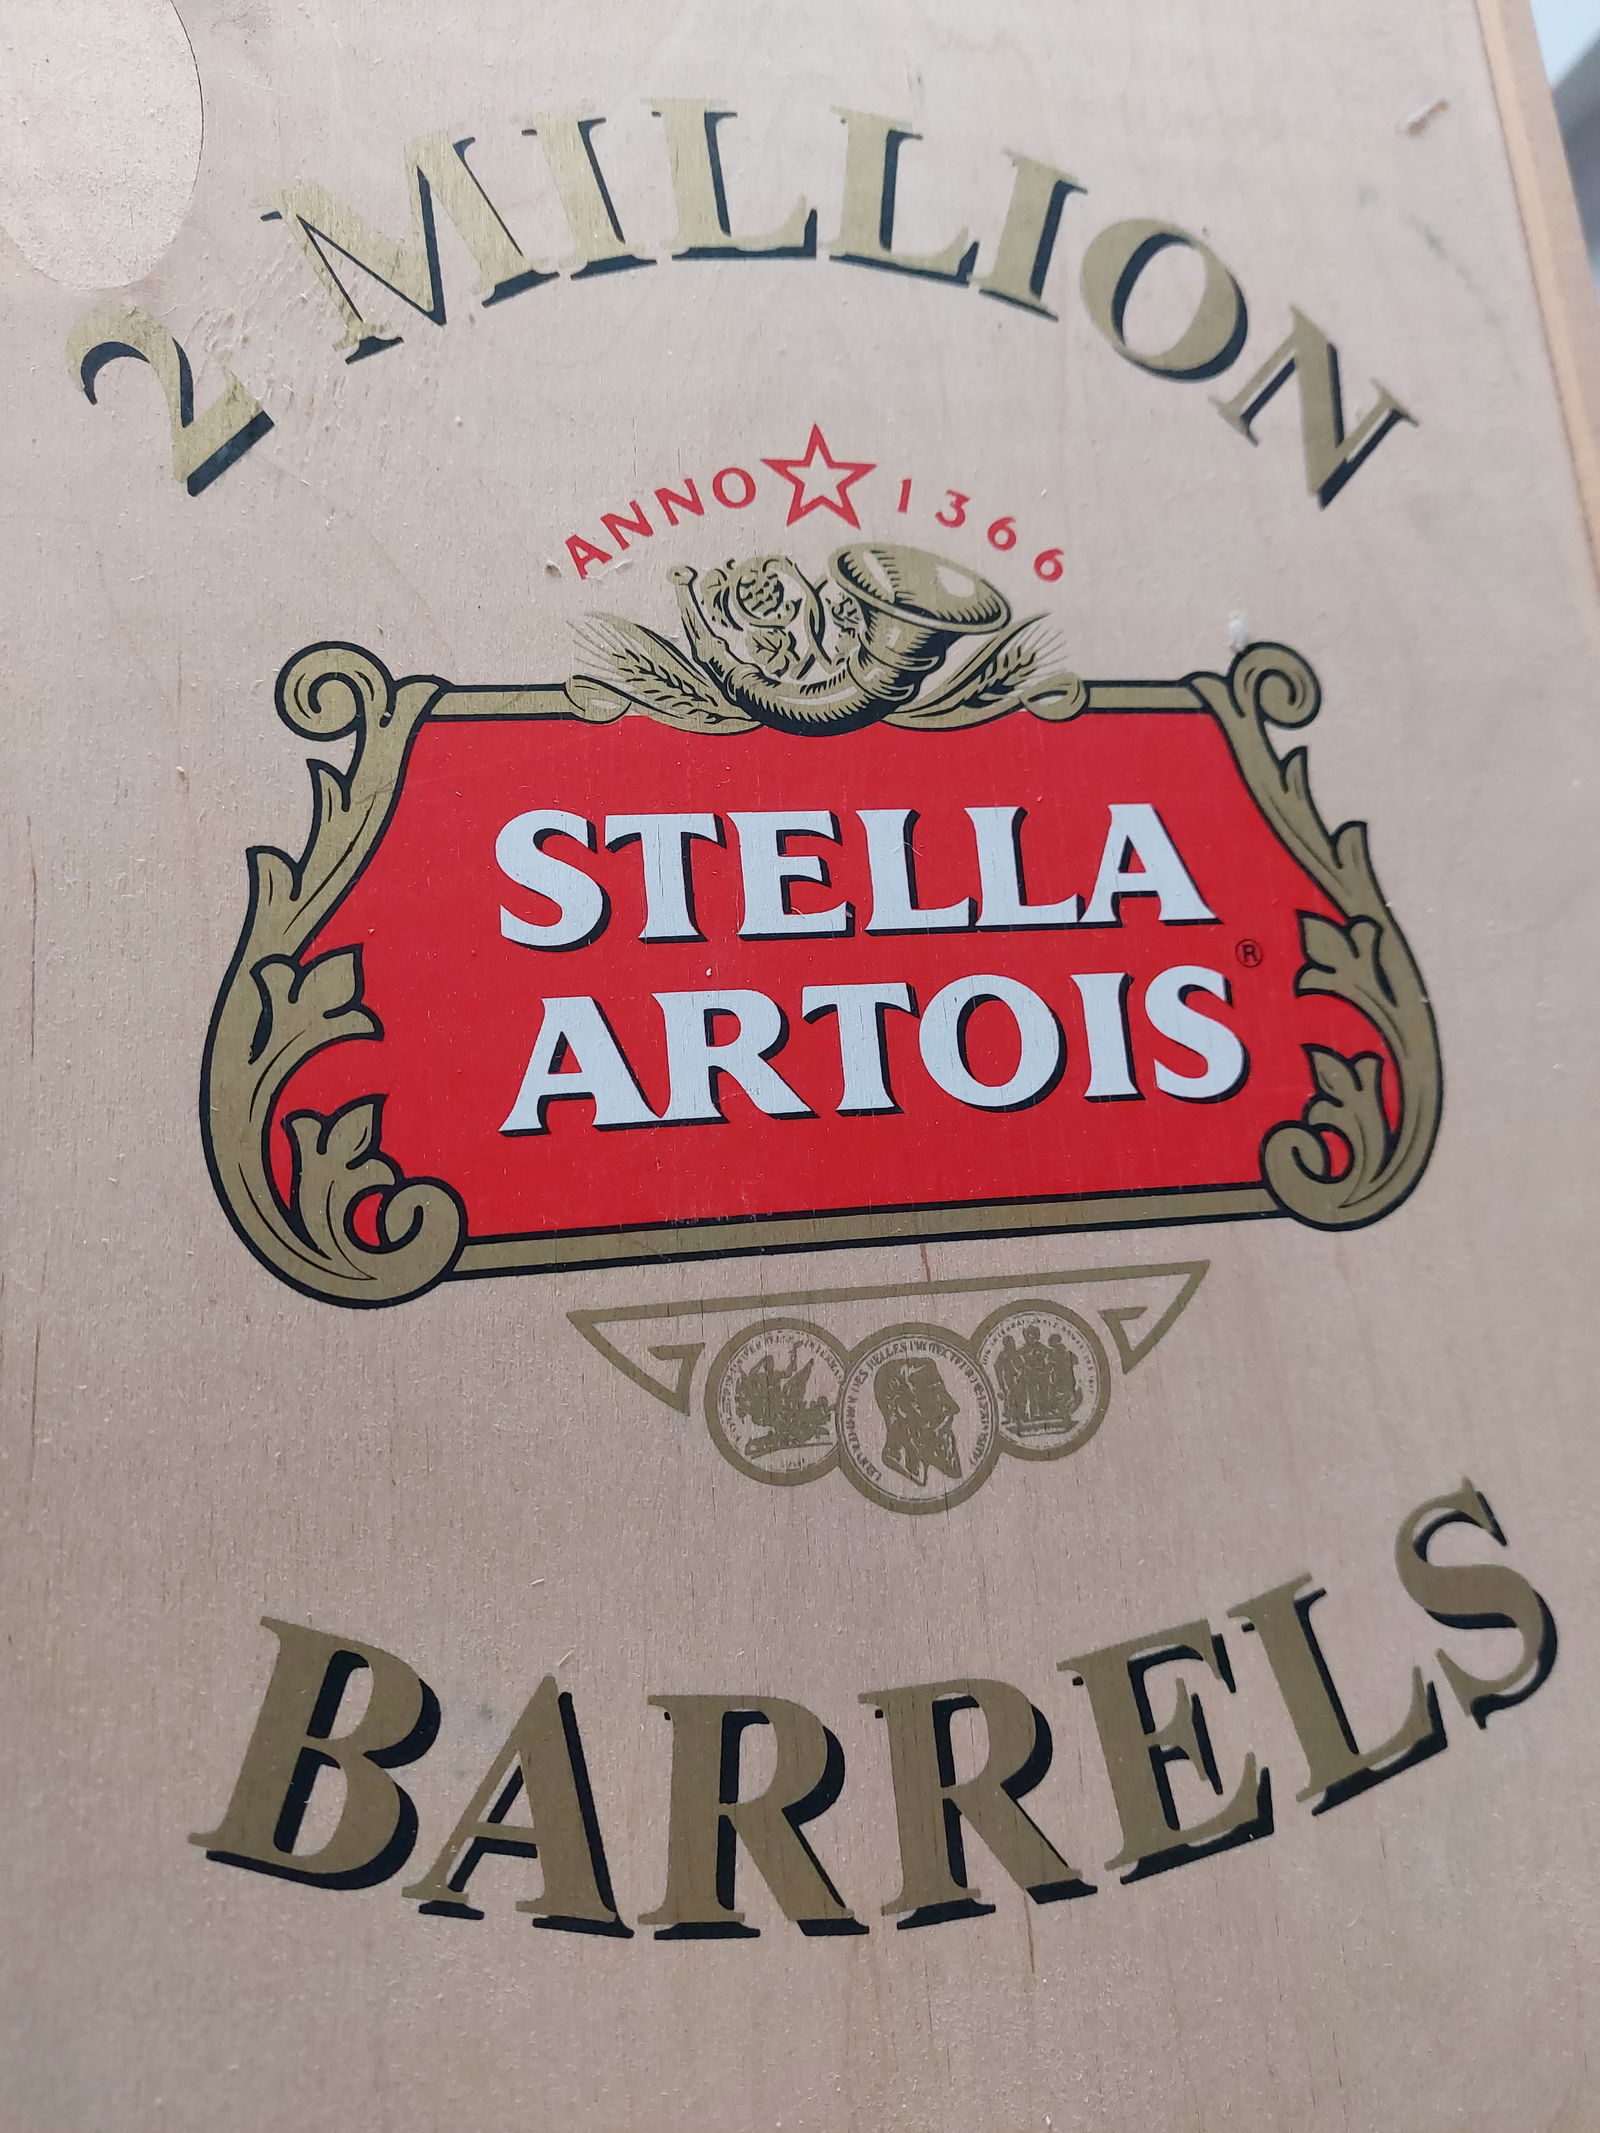 2 MILLION
ANNO 1366
STELLA
ARTOIS ®
BARRELS